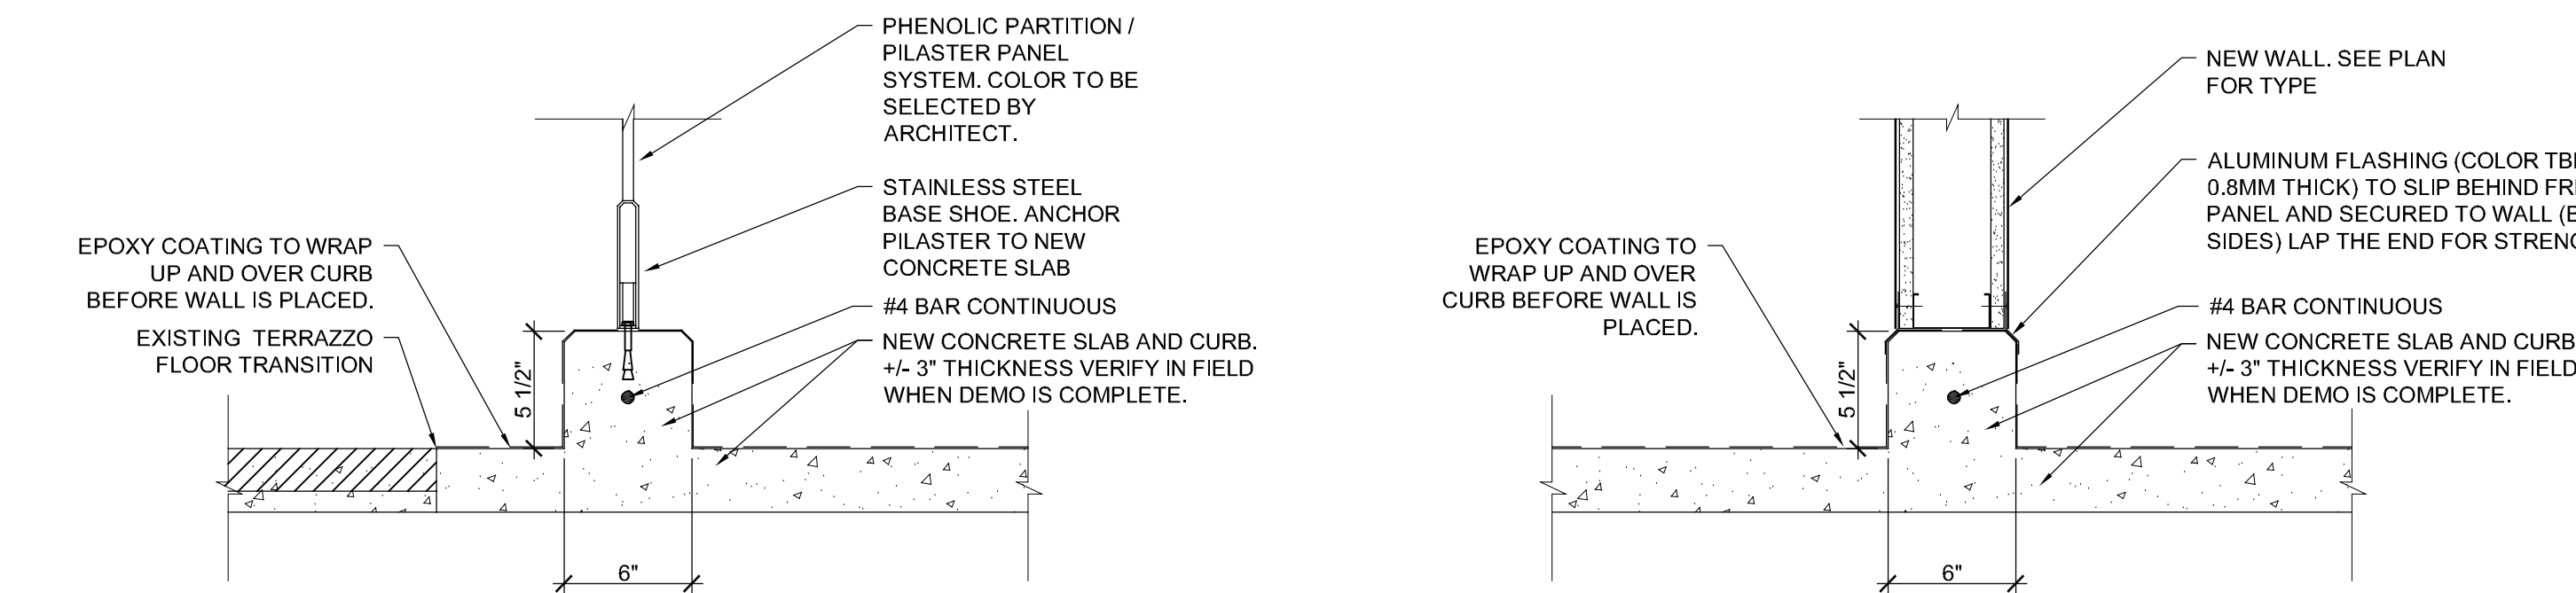 PHENOLIC PARTITION /
PILASTER PANEL
SYSTEM. COLOR TO BE
SELECTED BY
ARCHITECT.
STAINLESS STEEL
BASE SHOE. ANCHOR
PILASTER TO NEW
CONCRETE SLAB
EPOXY COATING TO WRAP
UP AND OVER CURB
BEFORE WALL IS PLACED.
EXISTING TERRAZZO
FLOOR TRANSITION
#4 BAR CONTINUOUS
NEW CONCRETE SLAB AND CURB.
+/- 3" THICKNESS VERIFY IN FIELD
WHEN DEMO IS COMPLETE.
5 1/2"
6"
NEW WALL. SEE PLAN
FOR TYPE
ALUMINUM FLASHING (COLOR
0.8MM THICK) TO SLIP BEHIND
PANEL AND SECURED TO WALL
SIDES) LAP THE END FOR
EPOXY COATING TO
WRAP UP AND OVER
CURB BEFORE WALL IS
PLACED.
#4 BAR CONTINUOUS
NEW CONCRETE SLAB AND CURB
+/- 3" THICKNESS VERIFY IN FIELD
WHEN DEMO IS COMPLETE.
5 1/2"
6"